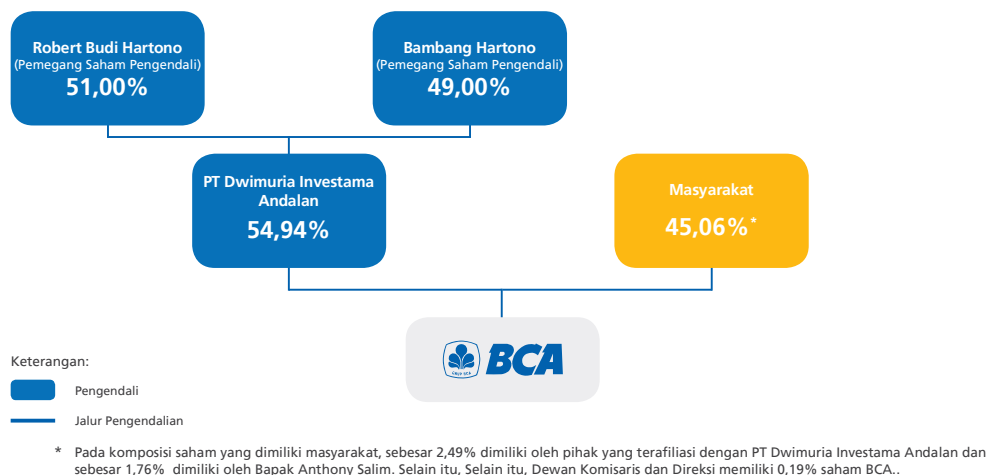 Robert Budi Hartono
(Pemegang Saham Pengendali)
51,00%
Bambang Hartono
(Pemegang Saham Pengendali)
49,00%
PT Dwimuria Investama
Andalan
54,94%
Masyarakat
45,06%*
GRUP BCA
BCA
Keterangan:
Pengendali
Jalur Pengendalian
* Pada komposisi saham yang dimiliki masyarakat, sebesar 2,49% dimiliki oleh pihak yang terafiliasi dengan PT Dwimuria Investama Andalan dan
sebesar 1,76% dimiliki oleh Bapak Anthony Salim. Selain itu, Selain itu, Dewan Komisaris dan Direksi memiliki 0,19% saham BCA..